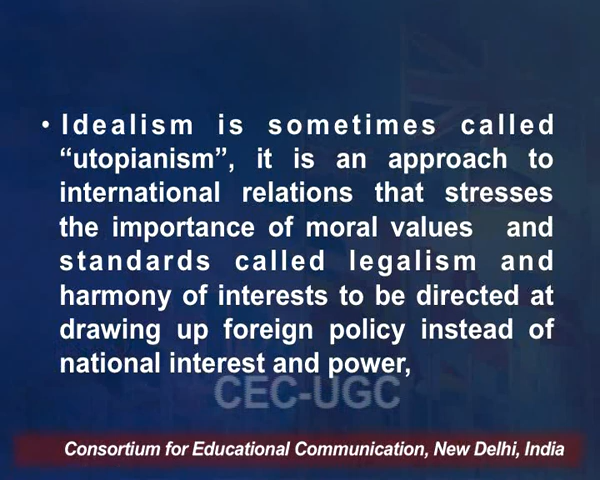 • Idealism is sometimes called
“utopianism”, it is an approach to
international relations that stresses
the importance of moral values and
standards called legalism and
harmony of interests to be directed at
drawing up foreign policy instead of
national interest and power,
CEC-UGC
Consortium for Educational Communication, New Delhi, India